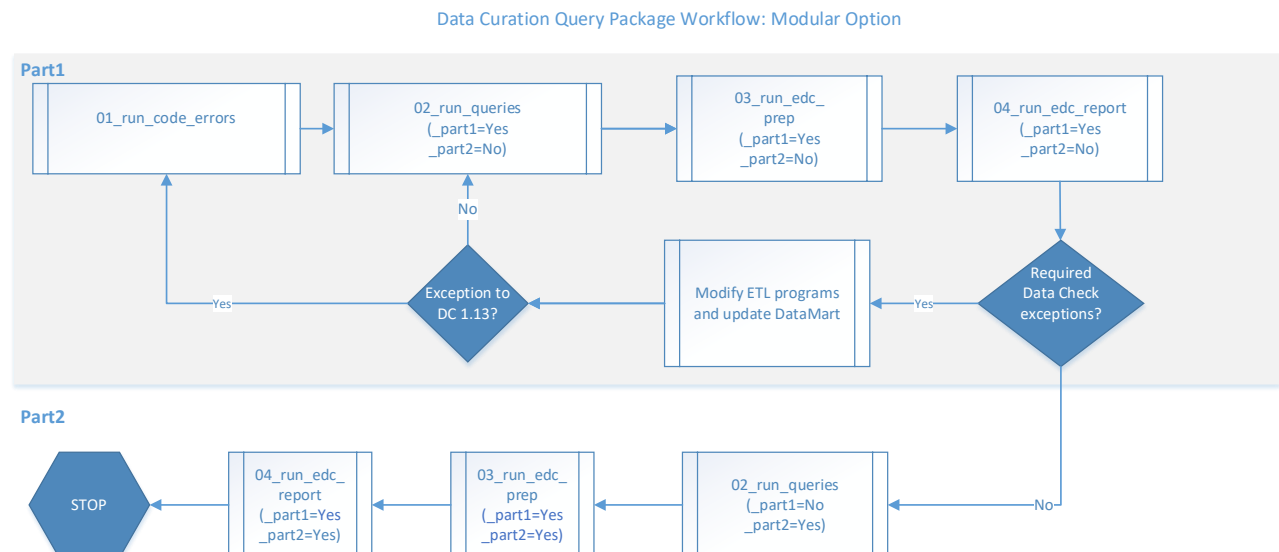 Data Curation Query Package Workflow: Modular Option
Part1
01_run_code_errors
02_run_queries
(_part1=Yes
_part2=No)
03_run_edc_
prep
(_part1=Yes
_part2=No)
04_run_edc_report
(_part1=Yes
_part2=No)
No
Exception to
DC 1.13?
Yes
Modify ETL programs
and update DataMart
Yes
Required
Data Check
exceptions?
Part2
STOP
04_run_edc_
report
(_part1=Yes
_part2=Yes)
03_run_edc_
prep
(_part1=Yes
_part2=Yes)
02_run_queries
(_part1=No
_part2=Yes)
No